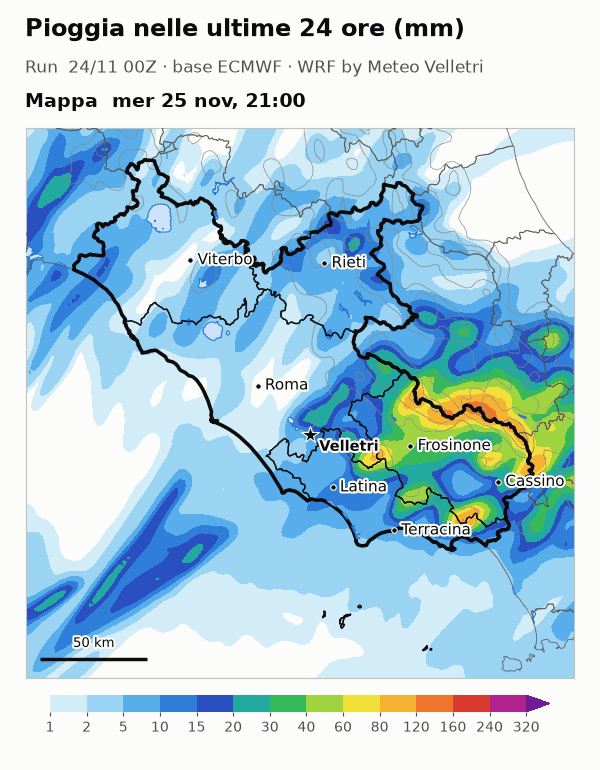 Pioggia nelle ultime 24 ore (mm)
Run  24/11 00Z · base ECMWF · WRF by Meteo Velletri
Mappa  mer 25 nov, 21:00
Viterbo
Rieti
Roma
Velletri
Frosinone
Cassino
Latina
Terracina
50 km
1 2 5 10 15 20 30 40 60 80 120 160 240 320